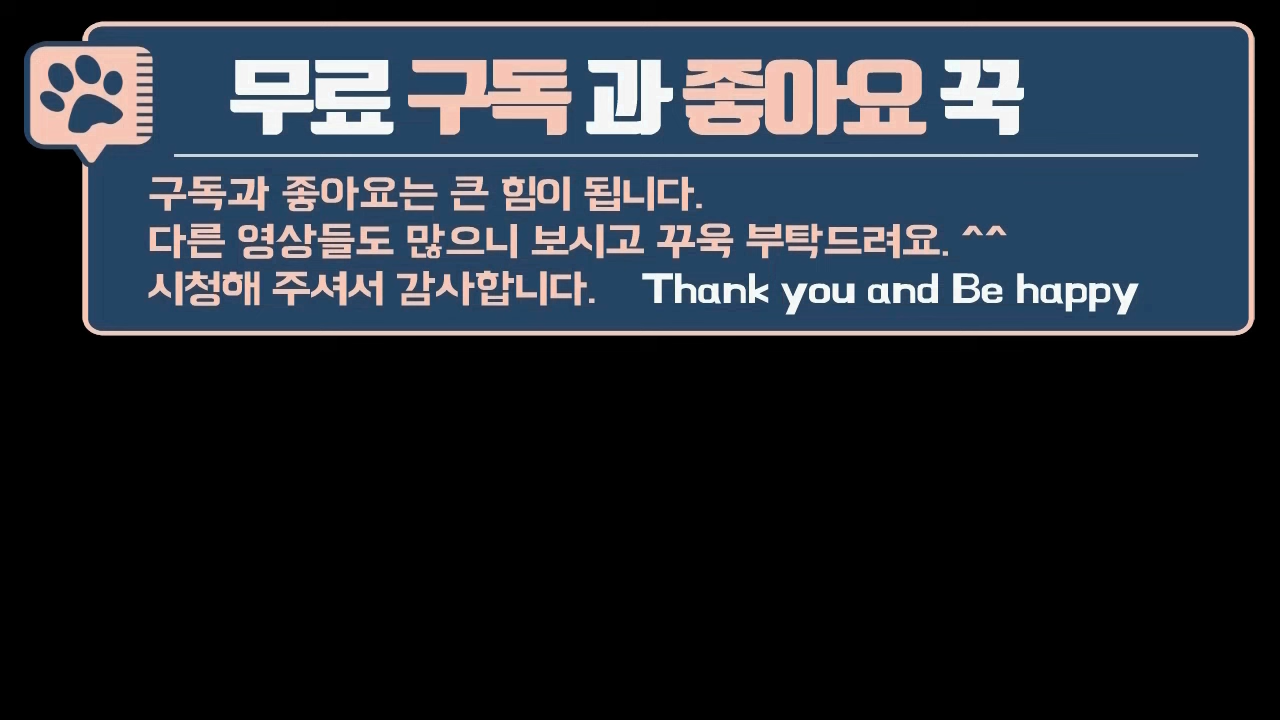 무료 구독과 좋아요 꾹
구독과 좋아요는 큰 힘이 됩니다.
다른 영상들도 많으니 보시고 꾸욱 부탁드려요. ^^
시청해 주셔서 감사합니다. Thank you and Be happy